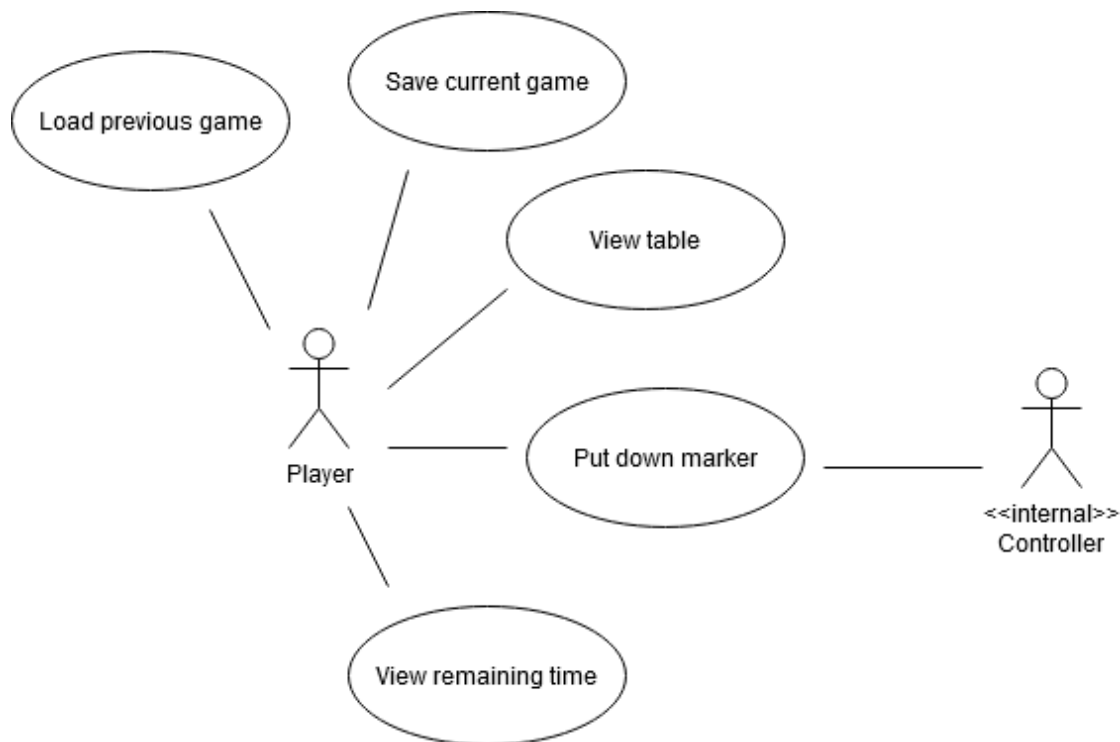 Save current game
Load previous game
View table
Put down marker
Player
<<internal>>
Controller
View remaining time